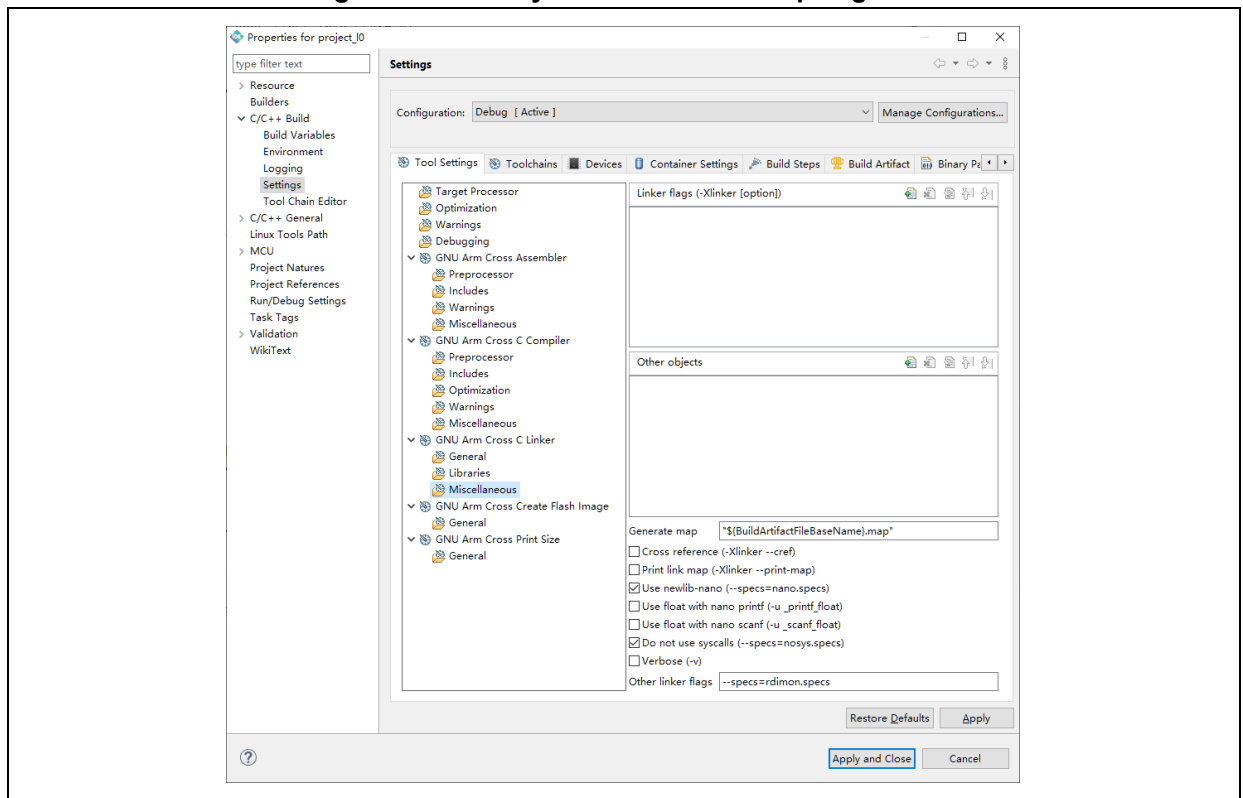 Properties for project_l0
type filter text
Resource
Builders
C/C++ Build
Build Variables
Environment
Logging
Settings
Tool Chain Editor
C/C++ General
Linux Tools Path
MCU
Project Natures
Project References
Run/Debug Settings
Task Tags
Validation
WikiText
Settings
Configuration: Debug [ Active ]
Manage Configurations...
Tool Settings Toolchains Devices Container Settings Build Steps Build Artifact Binary Pa
Target Processor
Optimization
Warnings
Debugging
GNU Arm Cross Assembler
Preprocessor
Includes
Warnings
Miscellaneous
GNU Arm Cross C Compiler
Preprocessor
Includes
Optimization
Warnings
Miscellaneous
GNU Arm Cross C Linker
General
Libraries
Miscellaneous
GNU Arm Cross Create Flash Image
General
GNU Arm Cross Print Size
General
Linker flags (-Xlinker [option])
Other objects
Generate map "${BuildArtifactFileBaseName}.map"
Cross reference (-Xlinker --cref)
Print link map (-Xlinker --print-map)
Use newlib-nano (--specs=nano.specs)
Use float with nano printf (-u _printf_float)
Use float with nano scanf (-u _scanf_float)
Do not use syscalls (--specs=nosys.specs)
Verbose (-v)
Other linker flags --specs=rdimon.specs
Restore Defaults Apply
Apply and Close Cancel